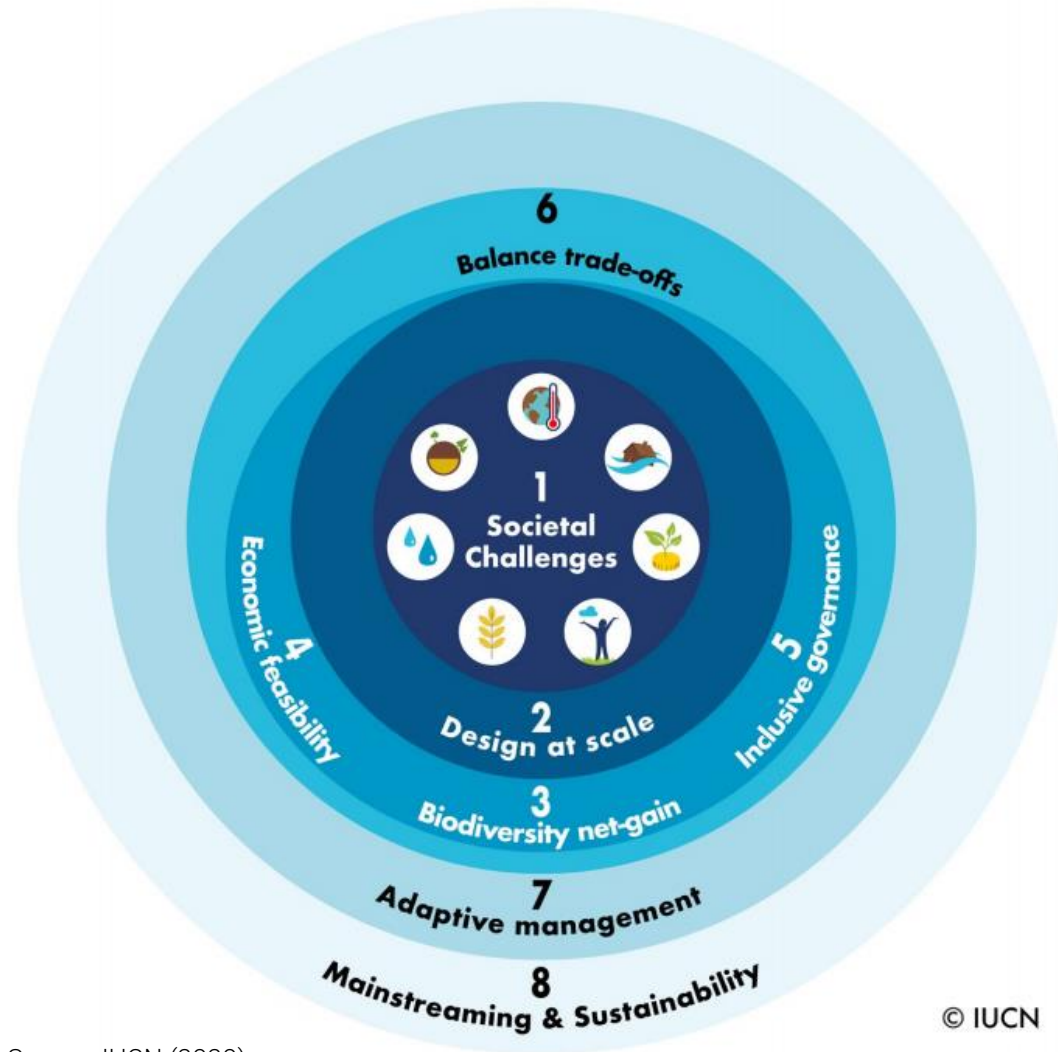 6
Balance trade-offs
1
Societal
Challenges
4
Economic feasibility
5
Inclusive governance
2
Design at scale
3
Biodiversity net-gain
7
Adaptive management
8
Mainstreaming & Sustainability
© IUCN
IUCN